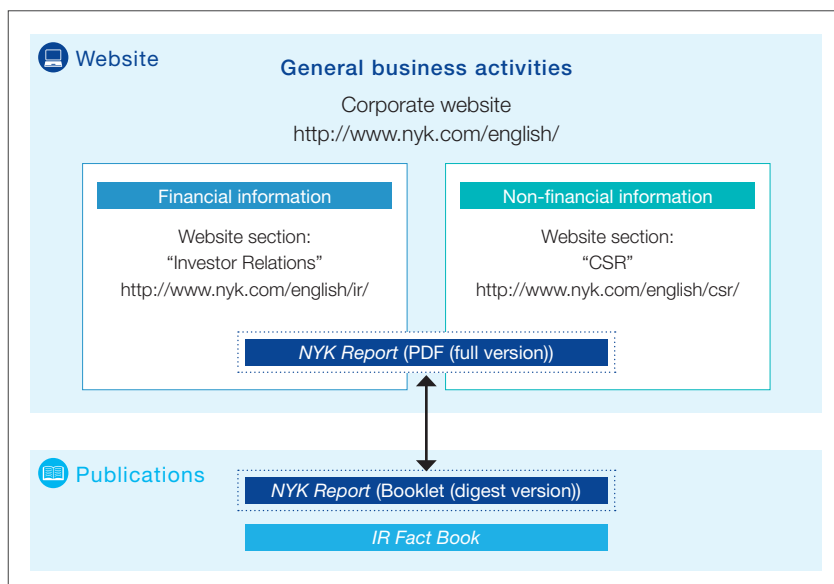 Website
General business activities
Corporate website
http://www.nyk.com/english/
Financial information
Website section:
“Investor Relations”
http://www.nyk.com/english/ir/
Non-financial information
Website section:
“CSR”
http://www.nyk.com/english/csr/
NYK Report (PDF (full version))
Publications
NYK Report (Booklet (digest version))
IR Fact Book